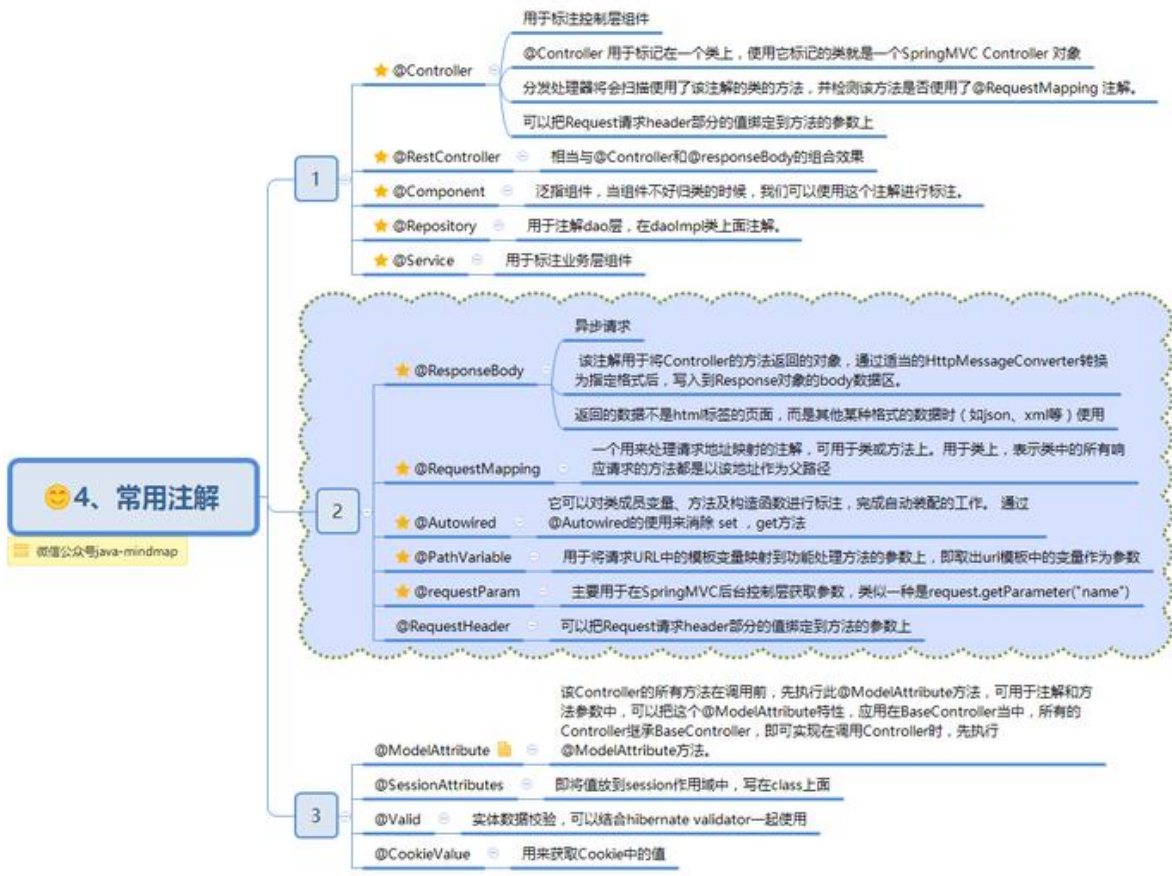 😊4、常用注解
微信公众号java-mindmap
1
@Controller
用于标注控制层组件
@Controller 用于标记在一个类上，使用它标记的类就是一个SpringMVC Controller 对象
分发处理器将会扫描使用了该注解的类的方法，并检测该方法是否使用了@RequestMapping 注解。
可以把Request请求header部分的值绑定到方法的参数上
@RestController
相当与@Controller和@responseBody的组合效果
@Component
泛指组件，当组件不好归类的时候，我们可以使用这个注解进行标注。
@Repository
用于注解dao层，在daoImpl类上面注解。
@Service
用于标注业务层组件
2
@ResponseBody
异步请求
该注解用于将Controller的方法返回的对象，通过适当的HttpMessageConverter转换
为指定格式后，写入到Response对象的body数据区。
返回的数据不是html标签的页面，而是其他某种格式的数据时（如json、xml等）使用
@RequestMapping
一个用来处理请求地址映射的注解，可用于类或方法上。用于类上，表示类中的所有响
应请求的方法都是以该地址作为父路径
@Autowired
它可以对类成员变量、方法及构造函数进行标注，完成自动装配的工作。 通过
@Autowired的使用来消除 set ，get方法
@PathVariable
用于将请求URL中的模板变量映射到功能处理方法的参数上，即取出url模板中的变量作为参数
@requestParam
主要用于在SpringMVC后台控制层获取参数，类似一种是request.getParameter("name")
@RequestHeader
可以把Request请求header部分的值绑定到方法的参数上
3
@ModelAttribute
该Controller的所有方法在调用前，先执行此@ModelAttribute方法，可用于注解和方
法参数中，可以把这个@ModelAttribute特性，应用在BaseController当中，所有的
Controller继承BaseController，即可实现在调用Controller时，先执行
@ModelAttribute方法。
@SessionAttributes
即将值放到session作用域中，写在class上面
@Valid
实体数据校验，可以结合hibernate validator一起使用
@CookieValue
用来获取Cookie中的值